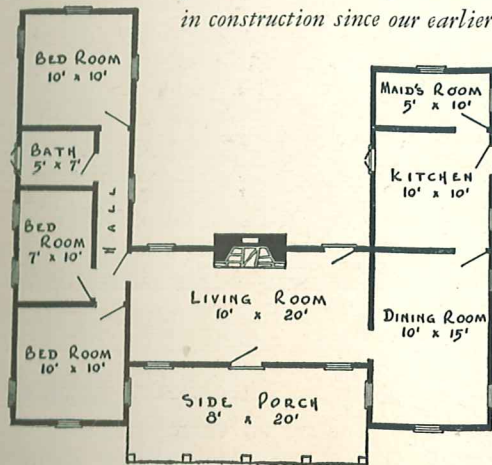 in construction since our earlier
BED ROOM
10' x 10'
MAID'S ROOM
5' x 10'
BATH
5' x 7'
KITCHEN
10' x 10'
HALL
BED
ROOM
7' x 10'
LIVING ROOM
10' x 20'
DINING ROOM
10' x 15'
BED ROOM
10' x 10'
SIDE PORCH
8' x 20'